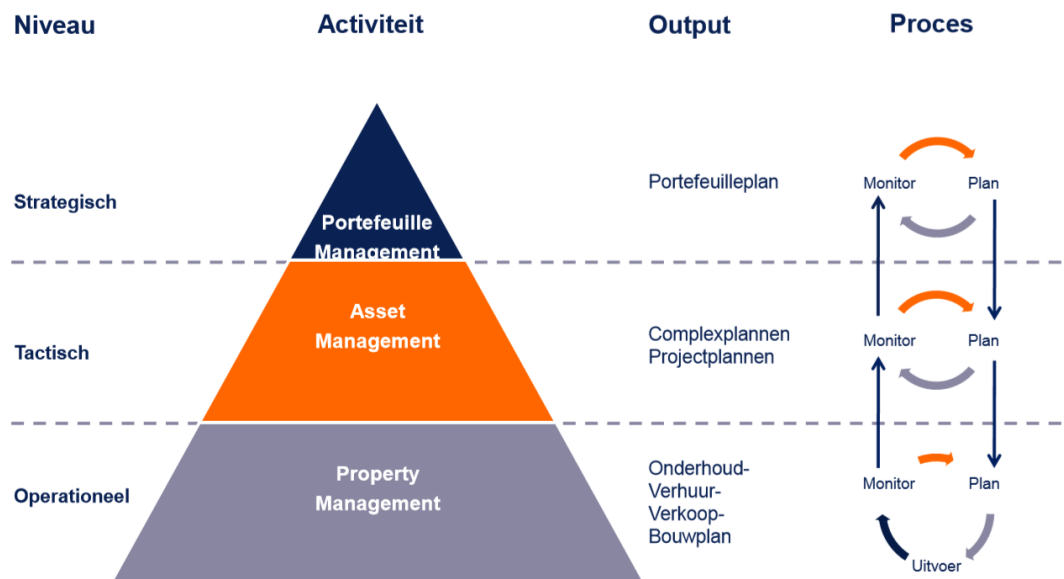 Niveau
Activiteit
Output
Proces
Strategisch
Portefeuille
Management
Portefeuilleplan
Monitor
Plan
Tactisch
Asset
Management
Complexplannen
Projectplannen
Monitor
Plan
Operationeel
Property
Management
Onderhoud-
Verhuur-
Verkoop-
Bouwplan
Monitor
Plan
Uitvoer